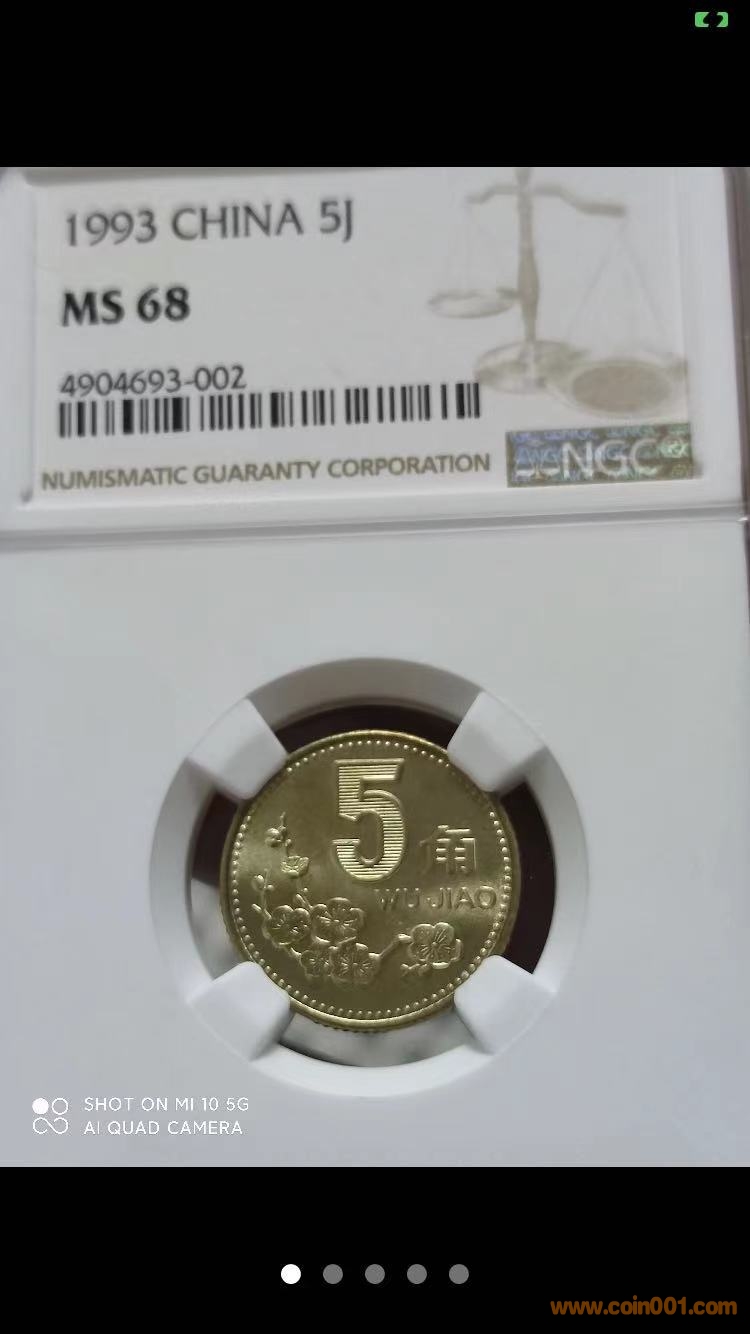 1993 CHINA 5J
MS 68
4904693-002
NUMISMATIC GUARANTY CORPORATION
NGC
5
角
WU JIAO
SHOT ON MI 10 5G
AI QUAD CAMERA
www.coin001.com